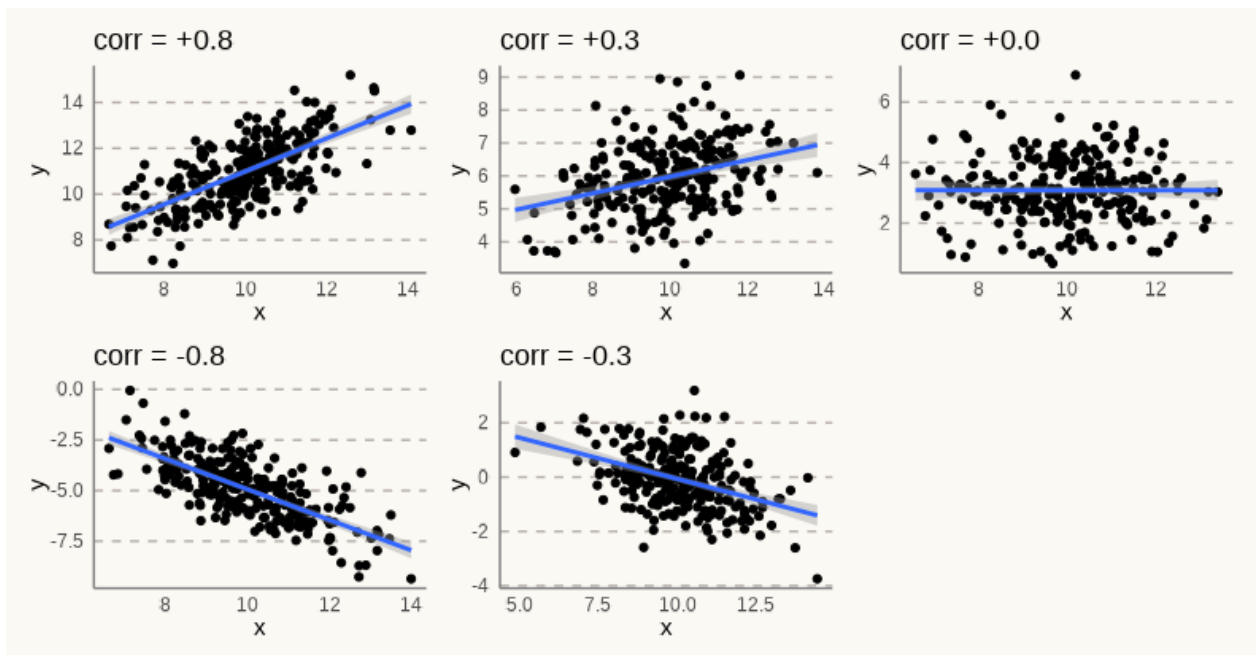 corr = +0.8
14
12
10
8
y
8 10 12 14
x
corr = +0.3
9
8
7
6
5
4
y
6 8 10 12 14
x
corr = +0.0
6
4
2
y
8 10 12
x
corr = -0.8
0.0
-2.5
-5.0
-7.5
y
8 10 12 14
x
corr = -0.3
2
0
-2
-4
y
5.0 7.5 10.0 12.5
x